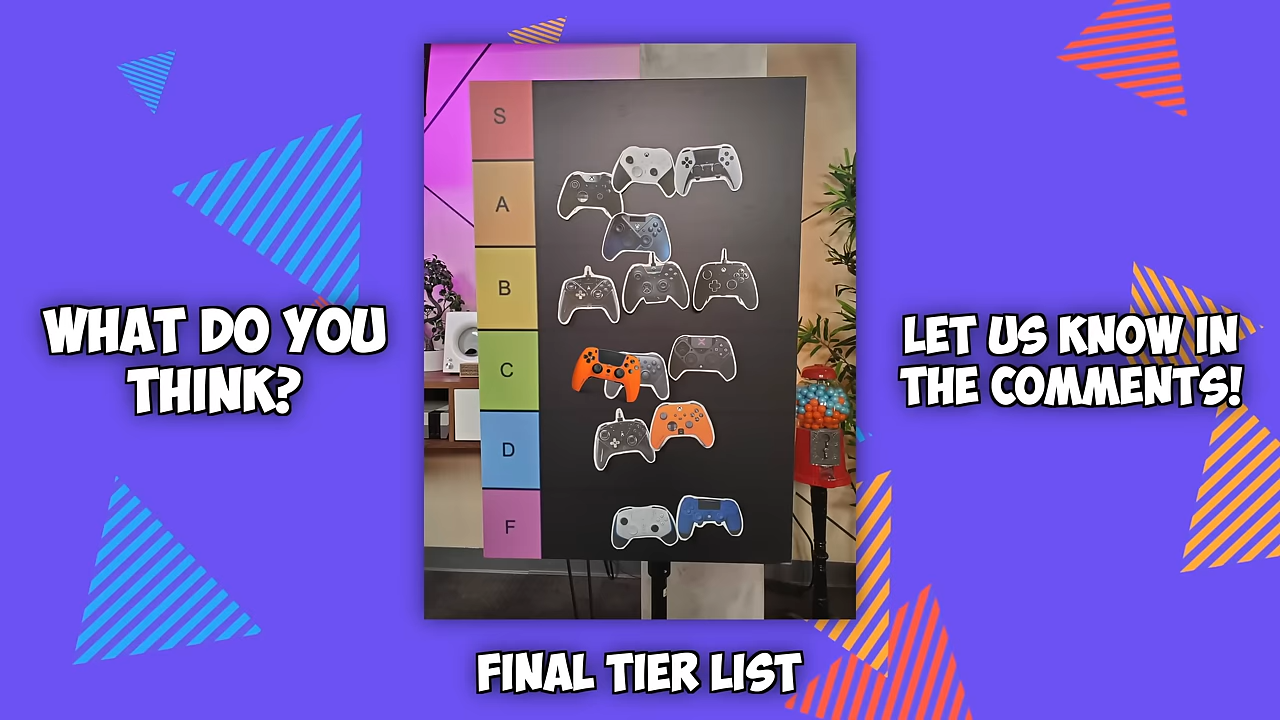 S
A
B
C
D
F
WHAT DO YOU
THINK?
LET US KNOW IN
THE COMMENTS!
FINAL TIER LIST